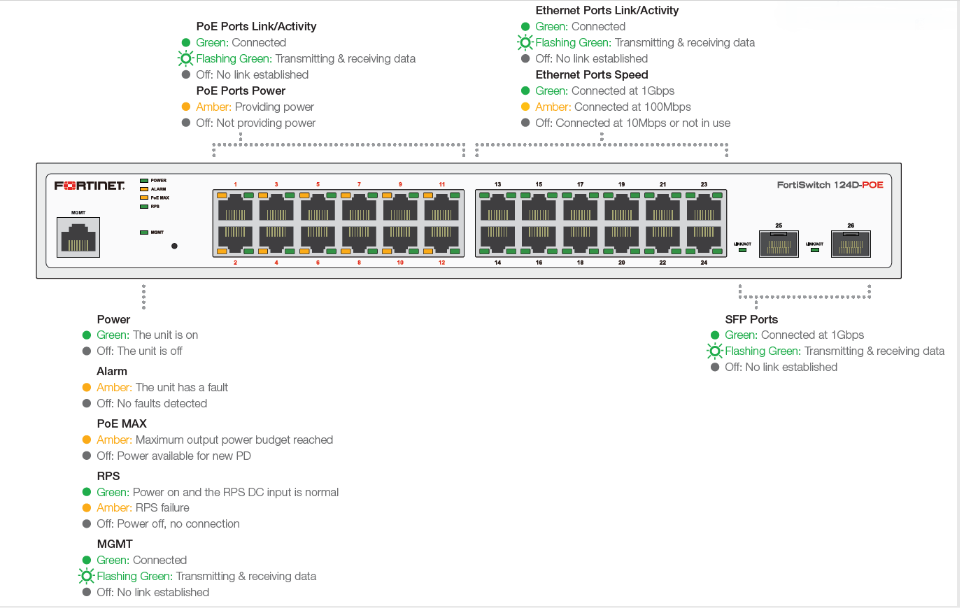 PoE Ports Link/Activity
Green: Connected
Flashing Green: Transmitting & receiving data
Off: No link established
PoE Ports Power
Amber: Providing power
Off: Not providing power
Ethernet Ports Link/Activity
Green: Connected
Flashing Green: Transmitting & receiving data
Off: No link established
Ethernet Ports Speed
Green: Connected at 1Gbps
Amber: Connected at 100Mbps
Off: Connected at 10Mbps or not in use
FORTINET
POWER
ALARM
PoE MAX
RPS
MGMT
MGMT
1 3 5 7 9 11
2 4 6 8 10 12
13 15 17 19 21 23
14 16 18 20 22 24
FortiSwitch 124D-POE
LINK/ACT
25
LINK/ACT
26
Power
Green: The unit is on
Off: The unit is off
Alarm
Amber: The unit has a fault
Off: No faults detected
PoE MAX
Amber: Maximum output power budget reached
Off: Power available for new PD
RPS
Green: Power on and the RPS DC input is normal
Amber: RPS failure
Off: Power off, no connection
MGMT
Green: Connected
Flashing Green: Transmitting & receiving data
Off: No link established
SFP Ports
Green: Connected at 1Gbps
Flashing Green: Transmitting & receiving data
Off: No link established